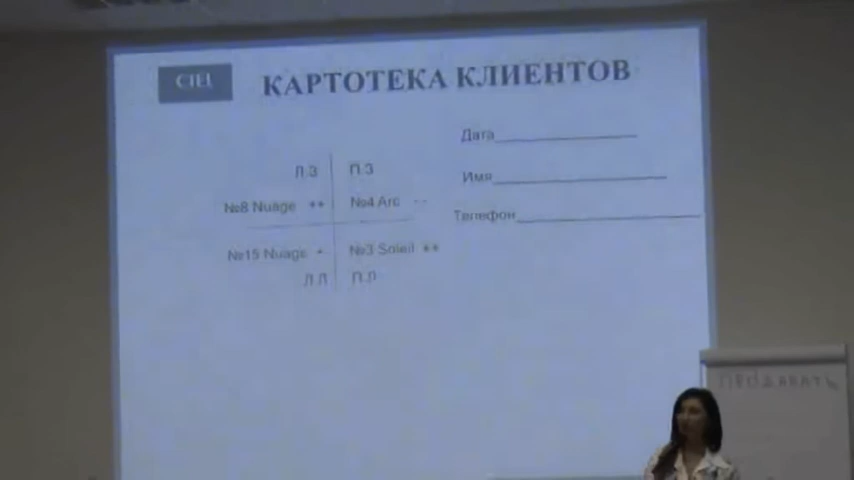 СПЦ КАРТОТЕКА КЛИЕНТОВ
Дата
Имя
Телефон
Л З П З
№8 Nuage ++ №4 Arc --
№15 Nuage - №3 Soleil ++
Л Л П Л